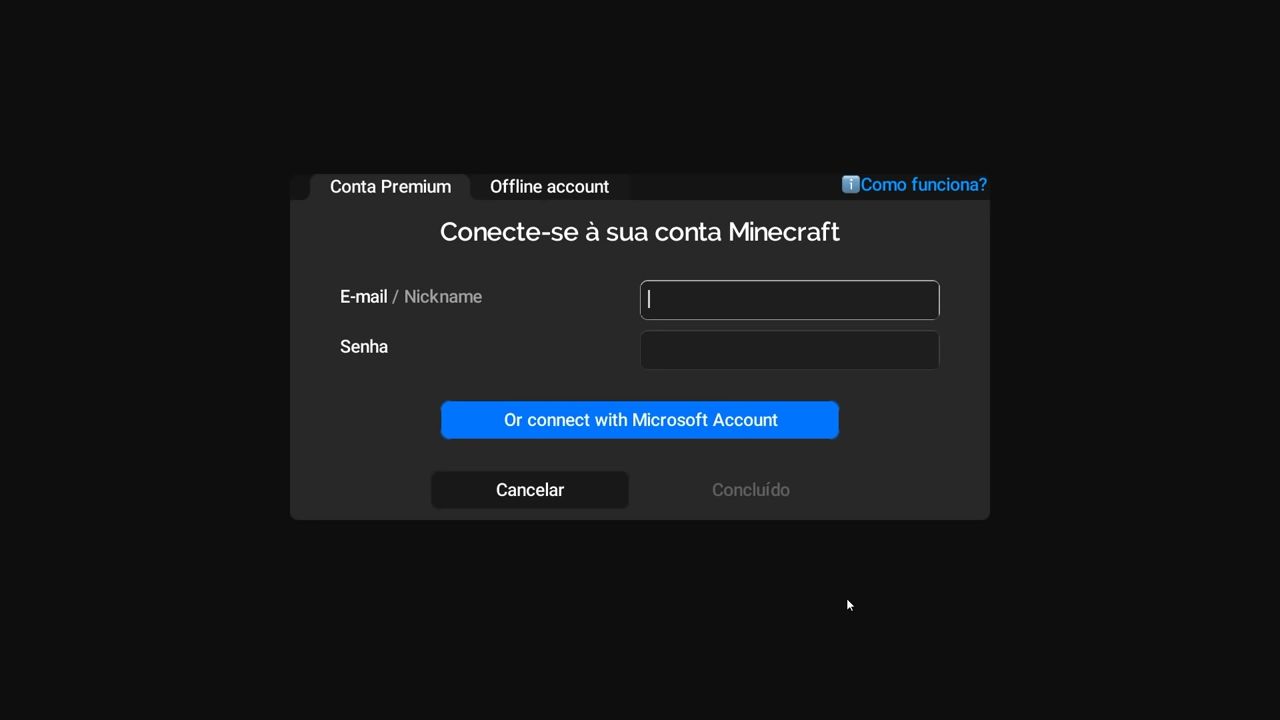 Conta Premium Offline account ℹ️Como funciona?
Conecte-se à sua conta Minecraft
E-mail / Nickname
Senha
Or connect with Microsoft Account
Cancelar Concluído